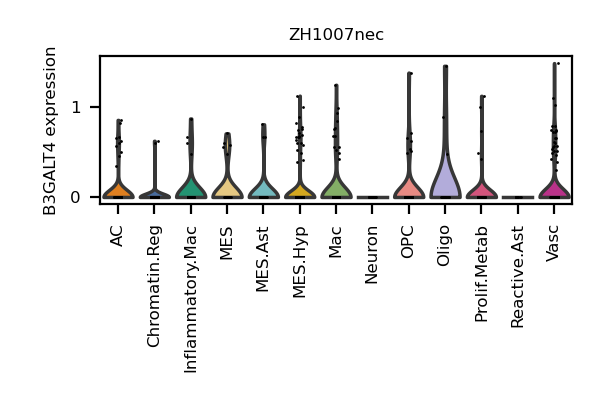 ZH1007nec
B3GALT4 expression
1
0
AC
Chromatin.Reg
Inflammatory.Mac
MES
MES.Ast
MES.Hyp
Mac
Neuron
OPC
Oligo
Prolif.Metab
Reactive.Ast
Vasc